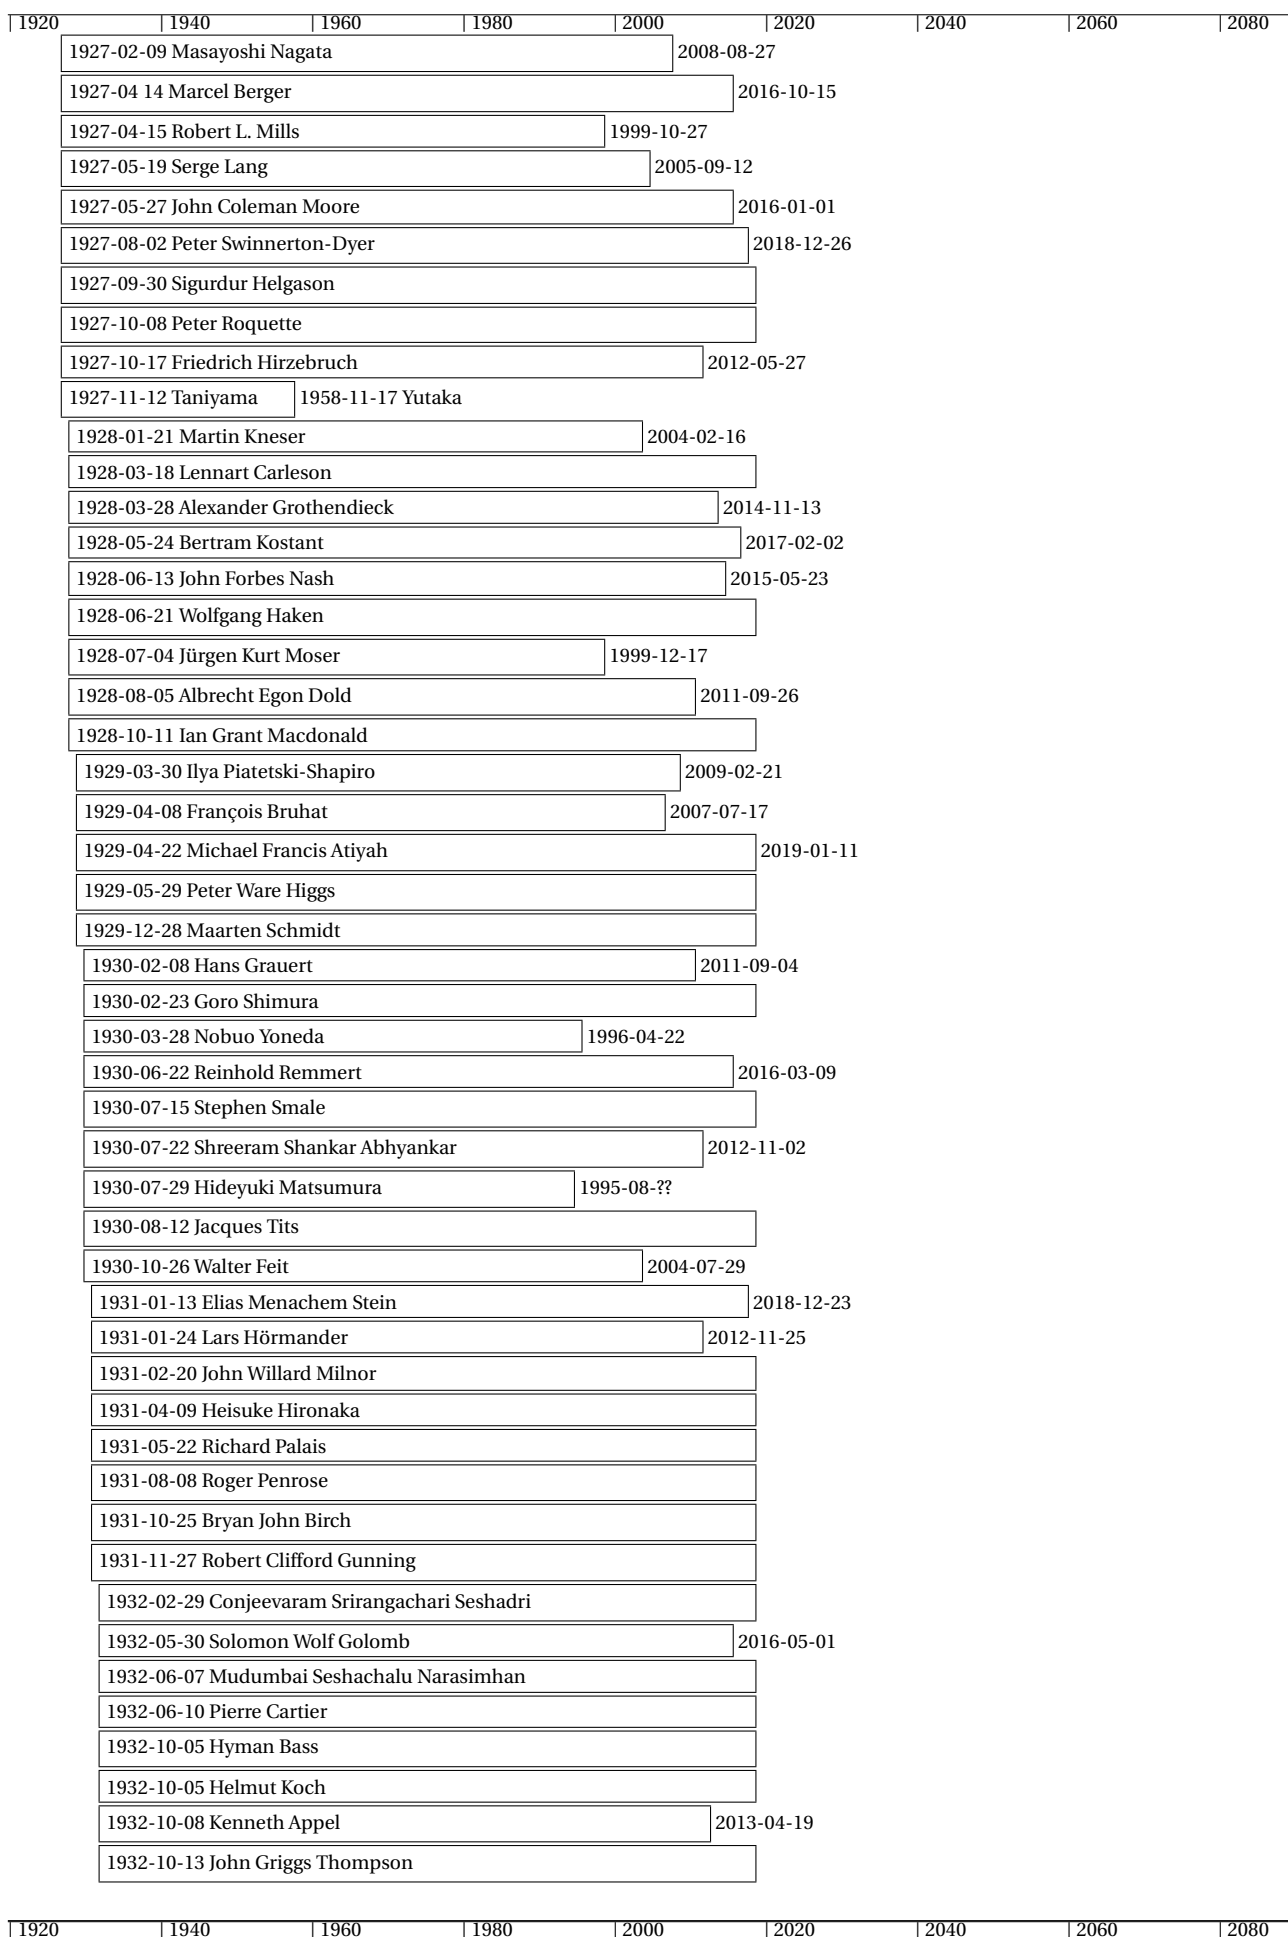 1920 1940 1960 1980 2000 2020 2040 2060 2080
1927-02-09 Masayoshi Nagata 2008-08-27
1927-04 14 Marcel Berger 2016-10-15
1927-04-15 Robert L. Mills 1999-10-27
1927-05-19 Serge Lang 2005-09-12
1927-05-27 John Coleman Moore 2016-01-01
1927-08-02 Peter Swinnerton-Dyer 2018-12-26
1927-09-30 Sigurdur Helgason
1927-10-08 Peter Roquette
1927-10-17 Friedrich Hirzebruch 2012-05-27
1927-11-12 Taniyama 1958-11-17 Yutaka
1928-01-21 Martin Kneser 2004-02-16
1928-03-18 Lennart Carleson
1928-03-28 Alexander Grothendieck 2014-11-13
1928-05-24 Bertram Kostant 2017-02-02
1928-06-13 John Forbes Nash 2015-05-23
1928-06-21 Wolfgang Haken
1928-07-04 Jürgen Kurt Moser 1999-12-17
1928-08-05 Albrecht Egon Dold 2011-09-26
1928-10-11 Ian Grant Macdonald
1929-03-30 Ilya Piatetski-Shapiro 2009-02-21
1929-04-08 François Bruhat 2007-07-17
1929-04-22 Michael Francis Atiyah 2019-01-11
1929-05-29 Peter Ware Higgs
1929-12-28 Maarten Schmidt
1930-02-08 Hans Grauert 2011-09-04
1930-02-23 Goro Shimura
1930-03-28 Nobuo Yoneda 1996-04-22
1930-06-22 Reinhold Remmert 2016-03-09
1930-07-15 Stephen Smale
1930-07-22 Shreeram Shankar Abhyankar 2012-11-02
1930-07-29 Hideyuki Matsumura 1995-08-??
1930-08-12 Jacques Tits
1930-10-26 Walter Feit 2004-07-29
1931-01-13 Elias Menachem Stein 2018-12-23
1931-01-24 Lars Hörmander 2012-11-25
1931-02-20 John Willard Milnor
1931-04-09 Heisuke Hironaka
1931-05-22 Richard Palais
1931-08-08 Roger Penrose
1931-10-25 Bryan John Birch
1931-11-27 Robert Clifford Gunning
1932-02-29 Conjeevaram Srirangachari Seshadri
1932-05-30 Solomon Wolf Golomb 2016-05-01
1932-06-07 Mudumbai Seshachalu Narasimhan
1932-06-10 Pierre Cartier
1932-10-05 Hyman Bass
1932-10-05 Helmut Koch
1932-10-08 Kenneth Appel 2013-04-19
1932-10-13 John Griggs Thompson
1920 1940 1960 1980 2000 2020 2040 2060 2080